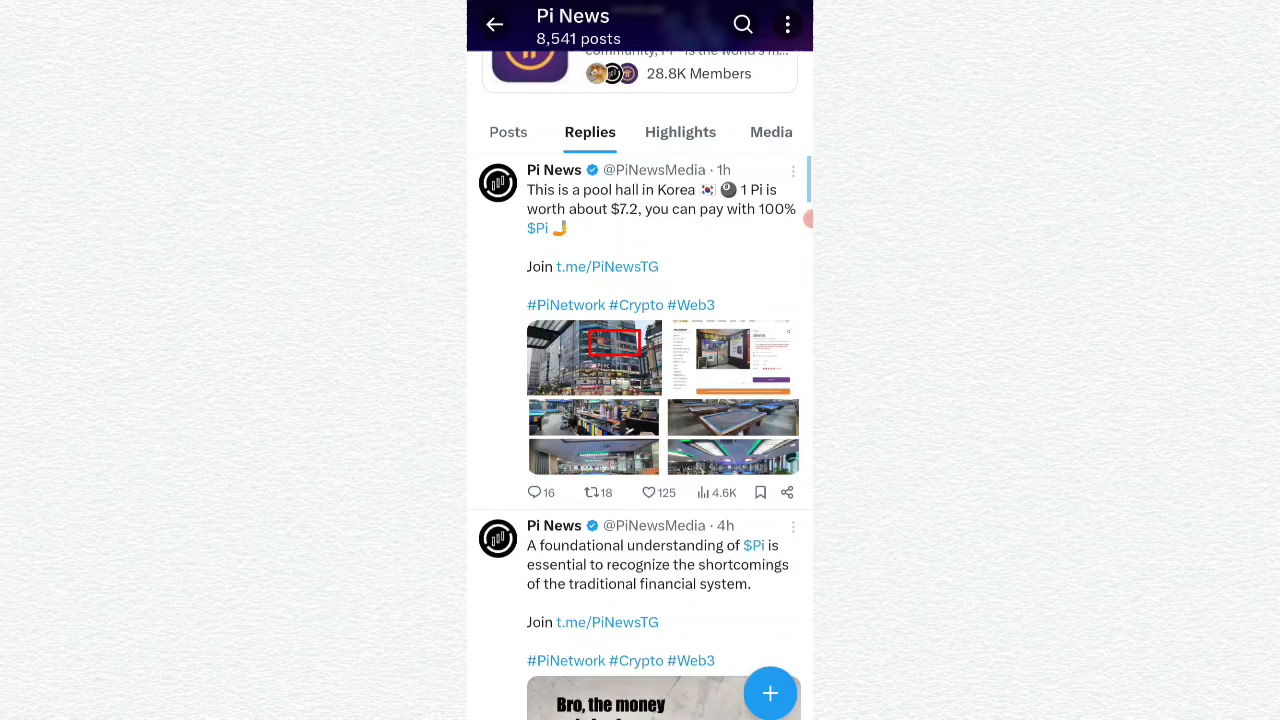 Pi News
8,541 posts
28.8K Members
Posts Replies Highlights Media
Pi News @PiNewsMedia · 1h
This is a pool hall in Korea 🇰🇷 🎱 1 Pi is
worth about $7.2, you can pay with 100%
$Pi 🤳
Join t.me/PiNewsTG
#PiNetwork #Crypto #Web3
16 18 125 4.6K
Pi News @PiNewsMedia · 4h
A foundational understanding of $Pi is
essential to recognize the shortcomings
of the traditional financial system.
Join t.me/PiNewsTG
#PiNetwork #Crypto #Web3
Bro, the money